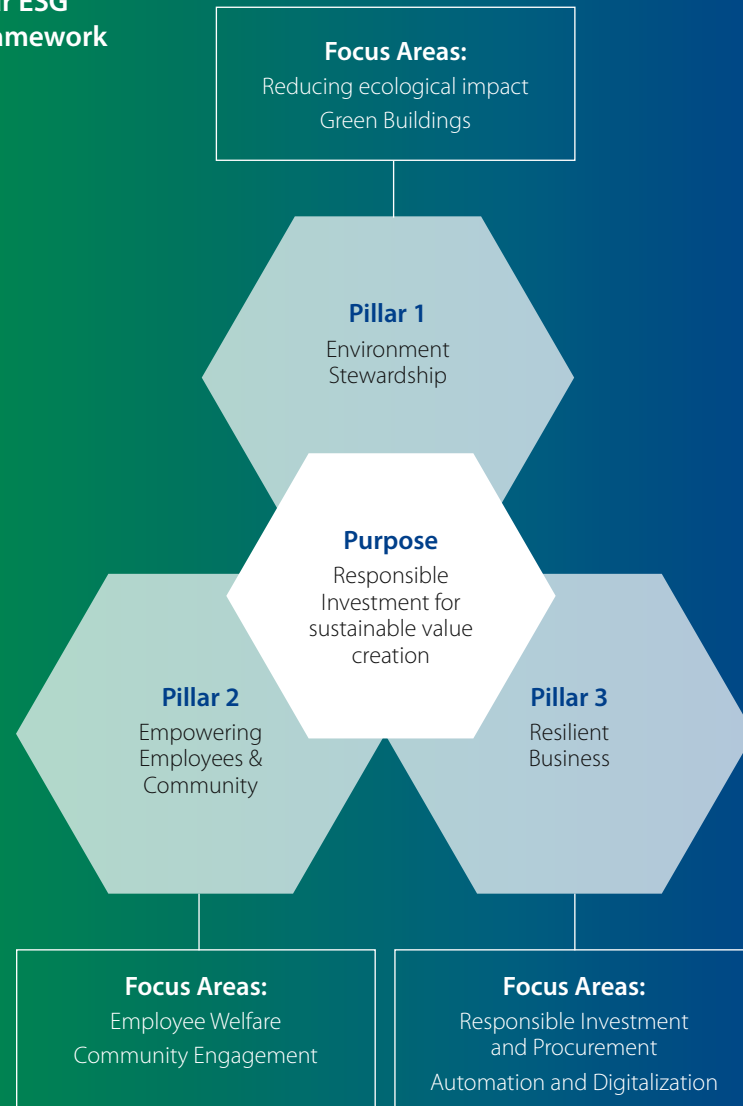 ESG
Focus Areas:
Reducing ecological impact
Green Buildings
Pillar 1
Environment
Stewardship
Purpose
Responsible
Investment for
sustainable value
creation
Pillar 2
Empowering
Employees &
Community
Pillar 3
Resilient
Business
Focus Areas:
Employee Welfare
Community Engagement
Focus Areas:
Responsible Investment
and Procurement
Automation and Digitalization